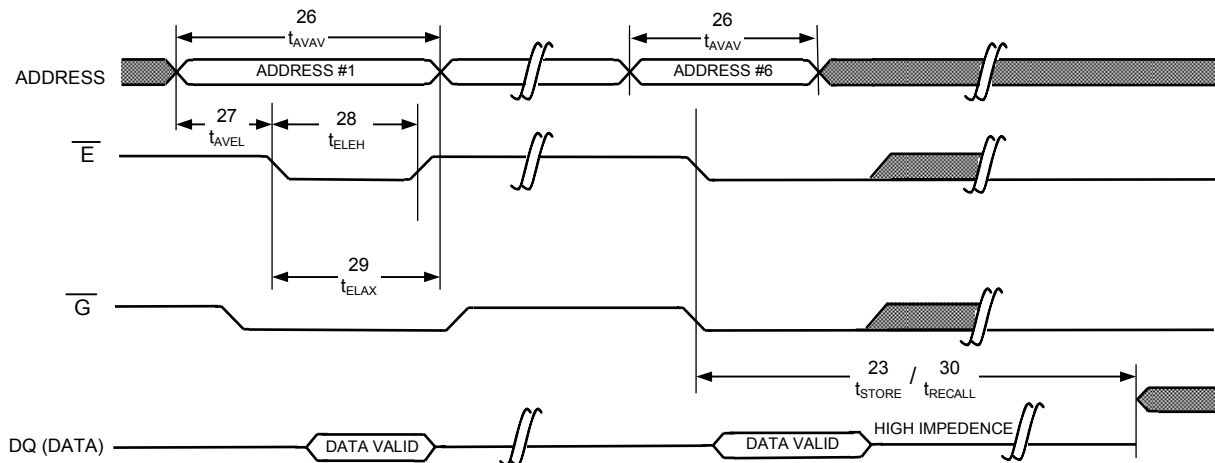 26
tAVAV
26
tAVAV
ADDRESS
ADDRESS #1
ADDRESS #6
27
tAVEL
28
tELEH
E
29
tELAX
G
23 / 30
tSTORE tRECALL
DQ (DATA)
DATA VALID
DATA VALID
HIGH IMPEDENCE